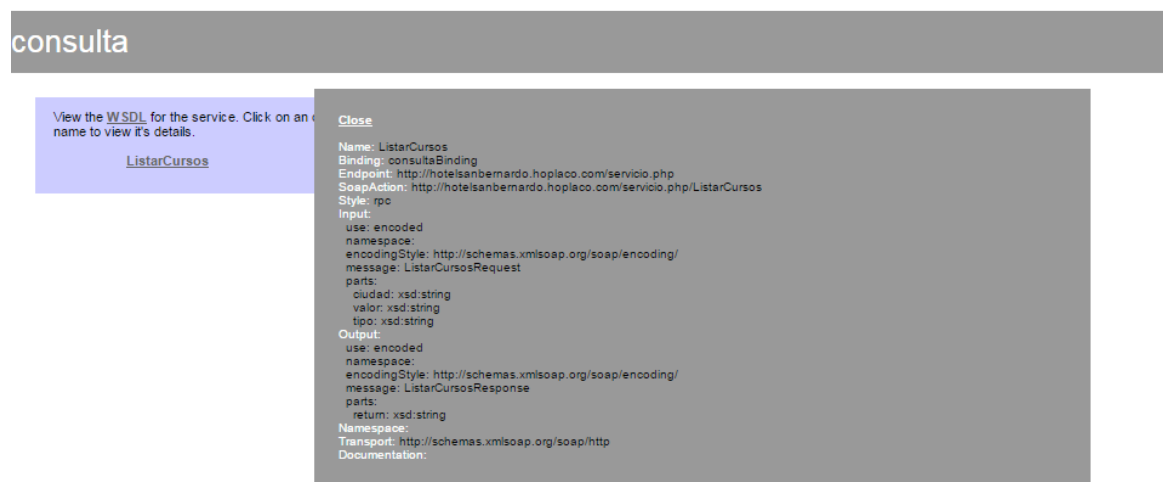 consulta
View the WSDL for the service. Click on an
name to view it's details.
ListarCursos
Close
Name: ListarCursos
Binding: consultaBinding
Endpoint: http://hotelsanbernardo.hoplaco.com/servicio.php
SoapAction: http://hotelsanbernardo.hoplaco.com/servicio.php/ListarCursos
Style: rpc
Input:
use: encoded
namespace:
encodingStyle: http://schemas.xmlsoap.org/soap/encoding/
message: ListarCursosRequest
parts:
ciudad: xsd:string
valor: xsd:string
tipo: xsd:string
Output:
use: encoded
namespace:
encodingStyle: http://schemas.xmlsoap.org/soap/encoding/
message: ListarCursosResponse
parts:
return: xsd:string
Namespace:
Transport: http://schemas.xmlsoap.org/soap/http
Documentation: